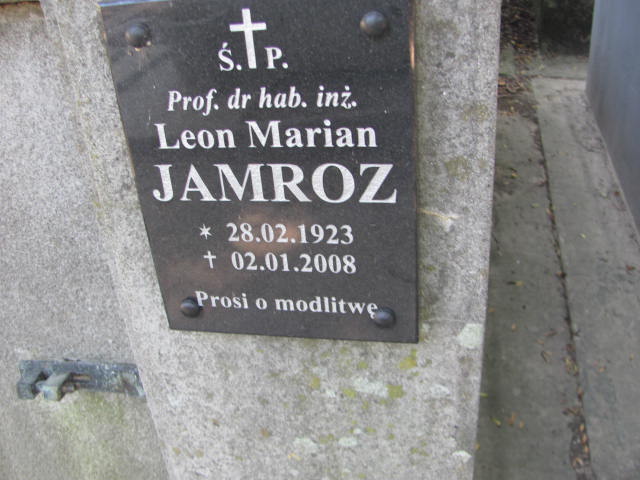 Ś. P.
Prof. dr hab. inż.
Leon Marian
JAMROZ
* 28.02.1923
† 02.01.2008
Prosi o modlitwę